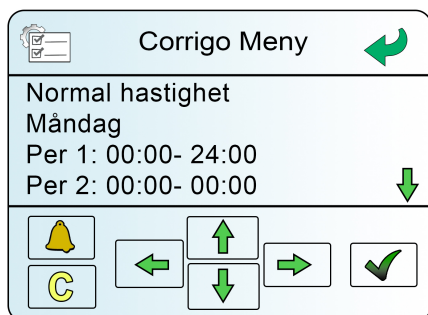 Corrigo Meny
Normal hastighet
Måndag
Per 1: 00:00- 24:00
Per 2: 00:00- 00:00
C